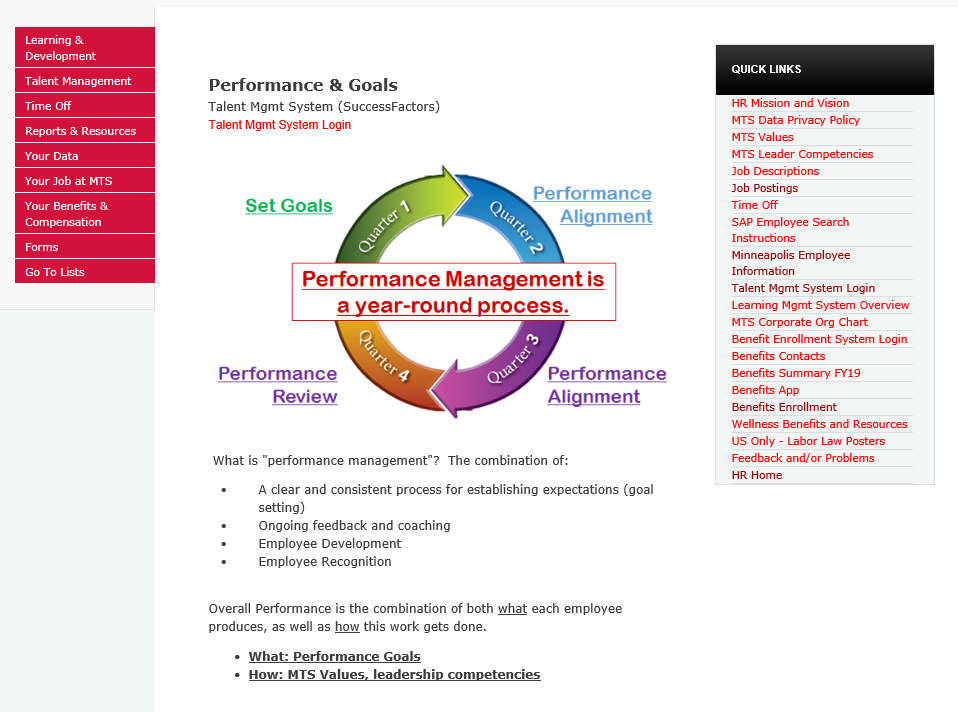 Learning &
Development
Talent Management
Time Off
Reports & Resources
Your Data
Your Job at MTS
Your Benefits &
Compensation
Forms
Go To Lists
Performance & Goals
Talent Mgmt System (SuccessFactors)
Talent Mgmt System Login
Set Goals
Quarter 1
Performance
Alignment
Quarter 2
Performance Management is
a year-round process.
Performance
Review
Quarter 4
Quarter 3
Performance
Alignment
What is "performance management"?  The combination of:
• A clear and consistent process for establishing expectations (goal
setting)
• Ongoing feedback and coaching
• Employee Development
• Employee Recognition
Overall Performance is the combination of both what each employee
produces, as well as how this work gets done.
• What: Performance Goals
• How: MTS Values, leadership competencies
QUICK LINKS
HR Mission and Vision
MTS Data Privacy Policy
MTS Values
MTS Leader Competencies
Job Descriptions
Job Postings
Time Off
SAP Employee Search
Instructions
Minneapolis Employee
Information
Talent Mgmt System Login
Learning Mgmt System Overview
MTS Corporate Org Chart
Benefit Enrollment System Login
Benefits Contacts
Benefits Summary FY19
Benefits App
Benefits Enrollment
Wellness Benefits and Resources
US Only - Labor Law Posters
Feedback and/or Problems
HR Home